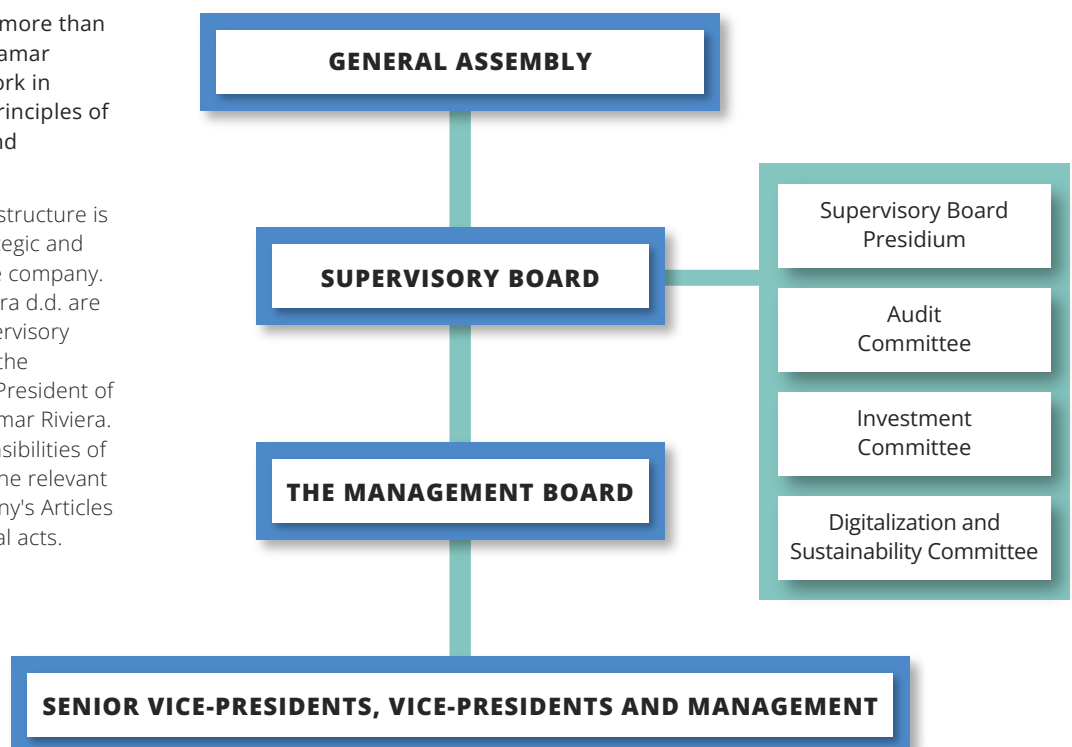 more than
amar
ork in
rinciples of
nd
structure is
tegic and
e company.
ra d.d. are
ervisory
the
President of
mar Riviera.
nsibilities of
he relevant
ny's Articles
al acts.
GENERAL ASSEMBLY
SUPERVISORY BOARD
Supervisory Board
Presidium
Audit
Committee
Investment
Committee
Digitalization and
Sustainability Committee
THE MANAGEMENT BOARD
SENIOR VICE-PRESIDENTS, VICE-PRESIDENTS AND MANAGEMENT